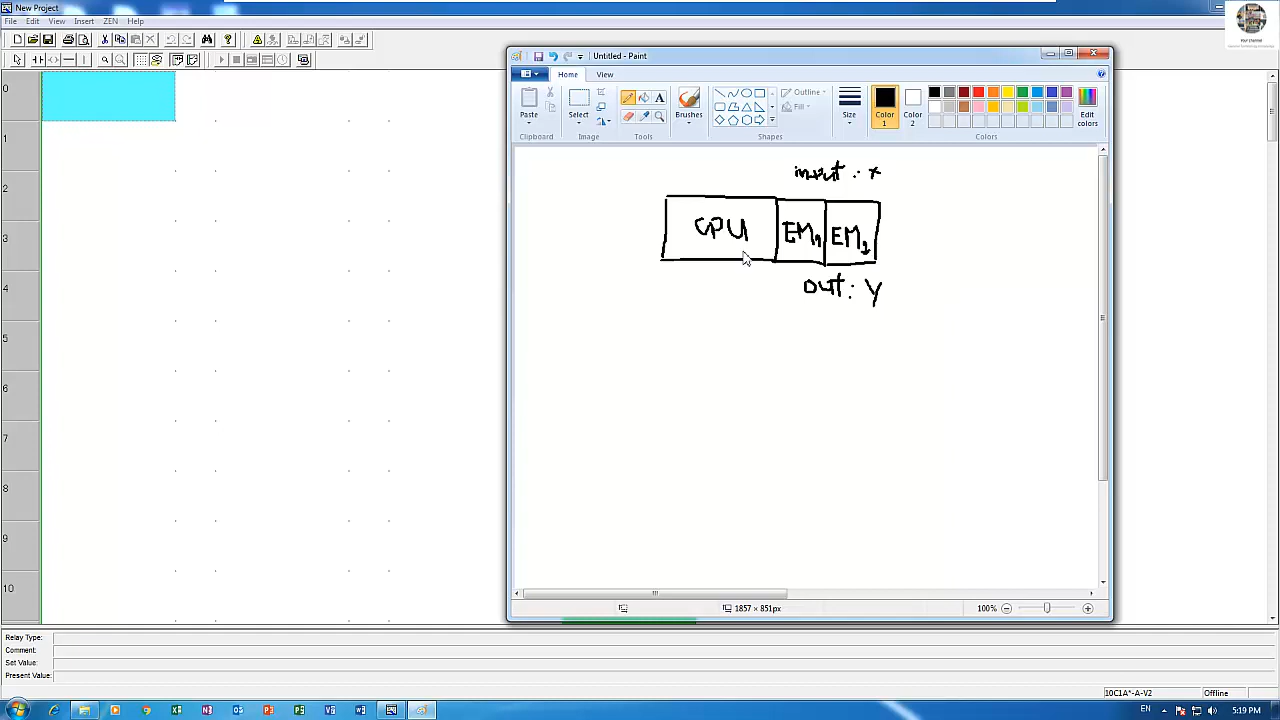 New Project
File Edit View Insert ZEN Help
0
1
2
3
4
5
6
7
8
9
10
Untitled - Paint
Home View
Paste
Select
A
Brushes
Outline
Fill
Size
Color 1
Color 2
Edit colors
Clipboard Image Tools Shapes Colors
input : x
CPU EM1 EM2
out : y
1857 × 851px
100%
Relay Type:
Comment:
Set Value:
Present Value:
10C1A*-A-V2 Offline
EN 5:19 PM
Your channel